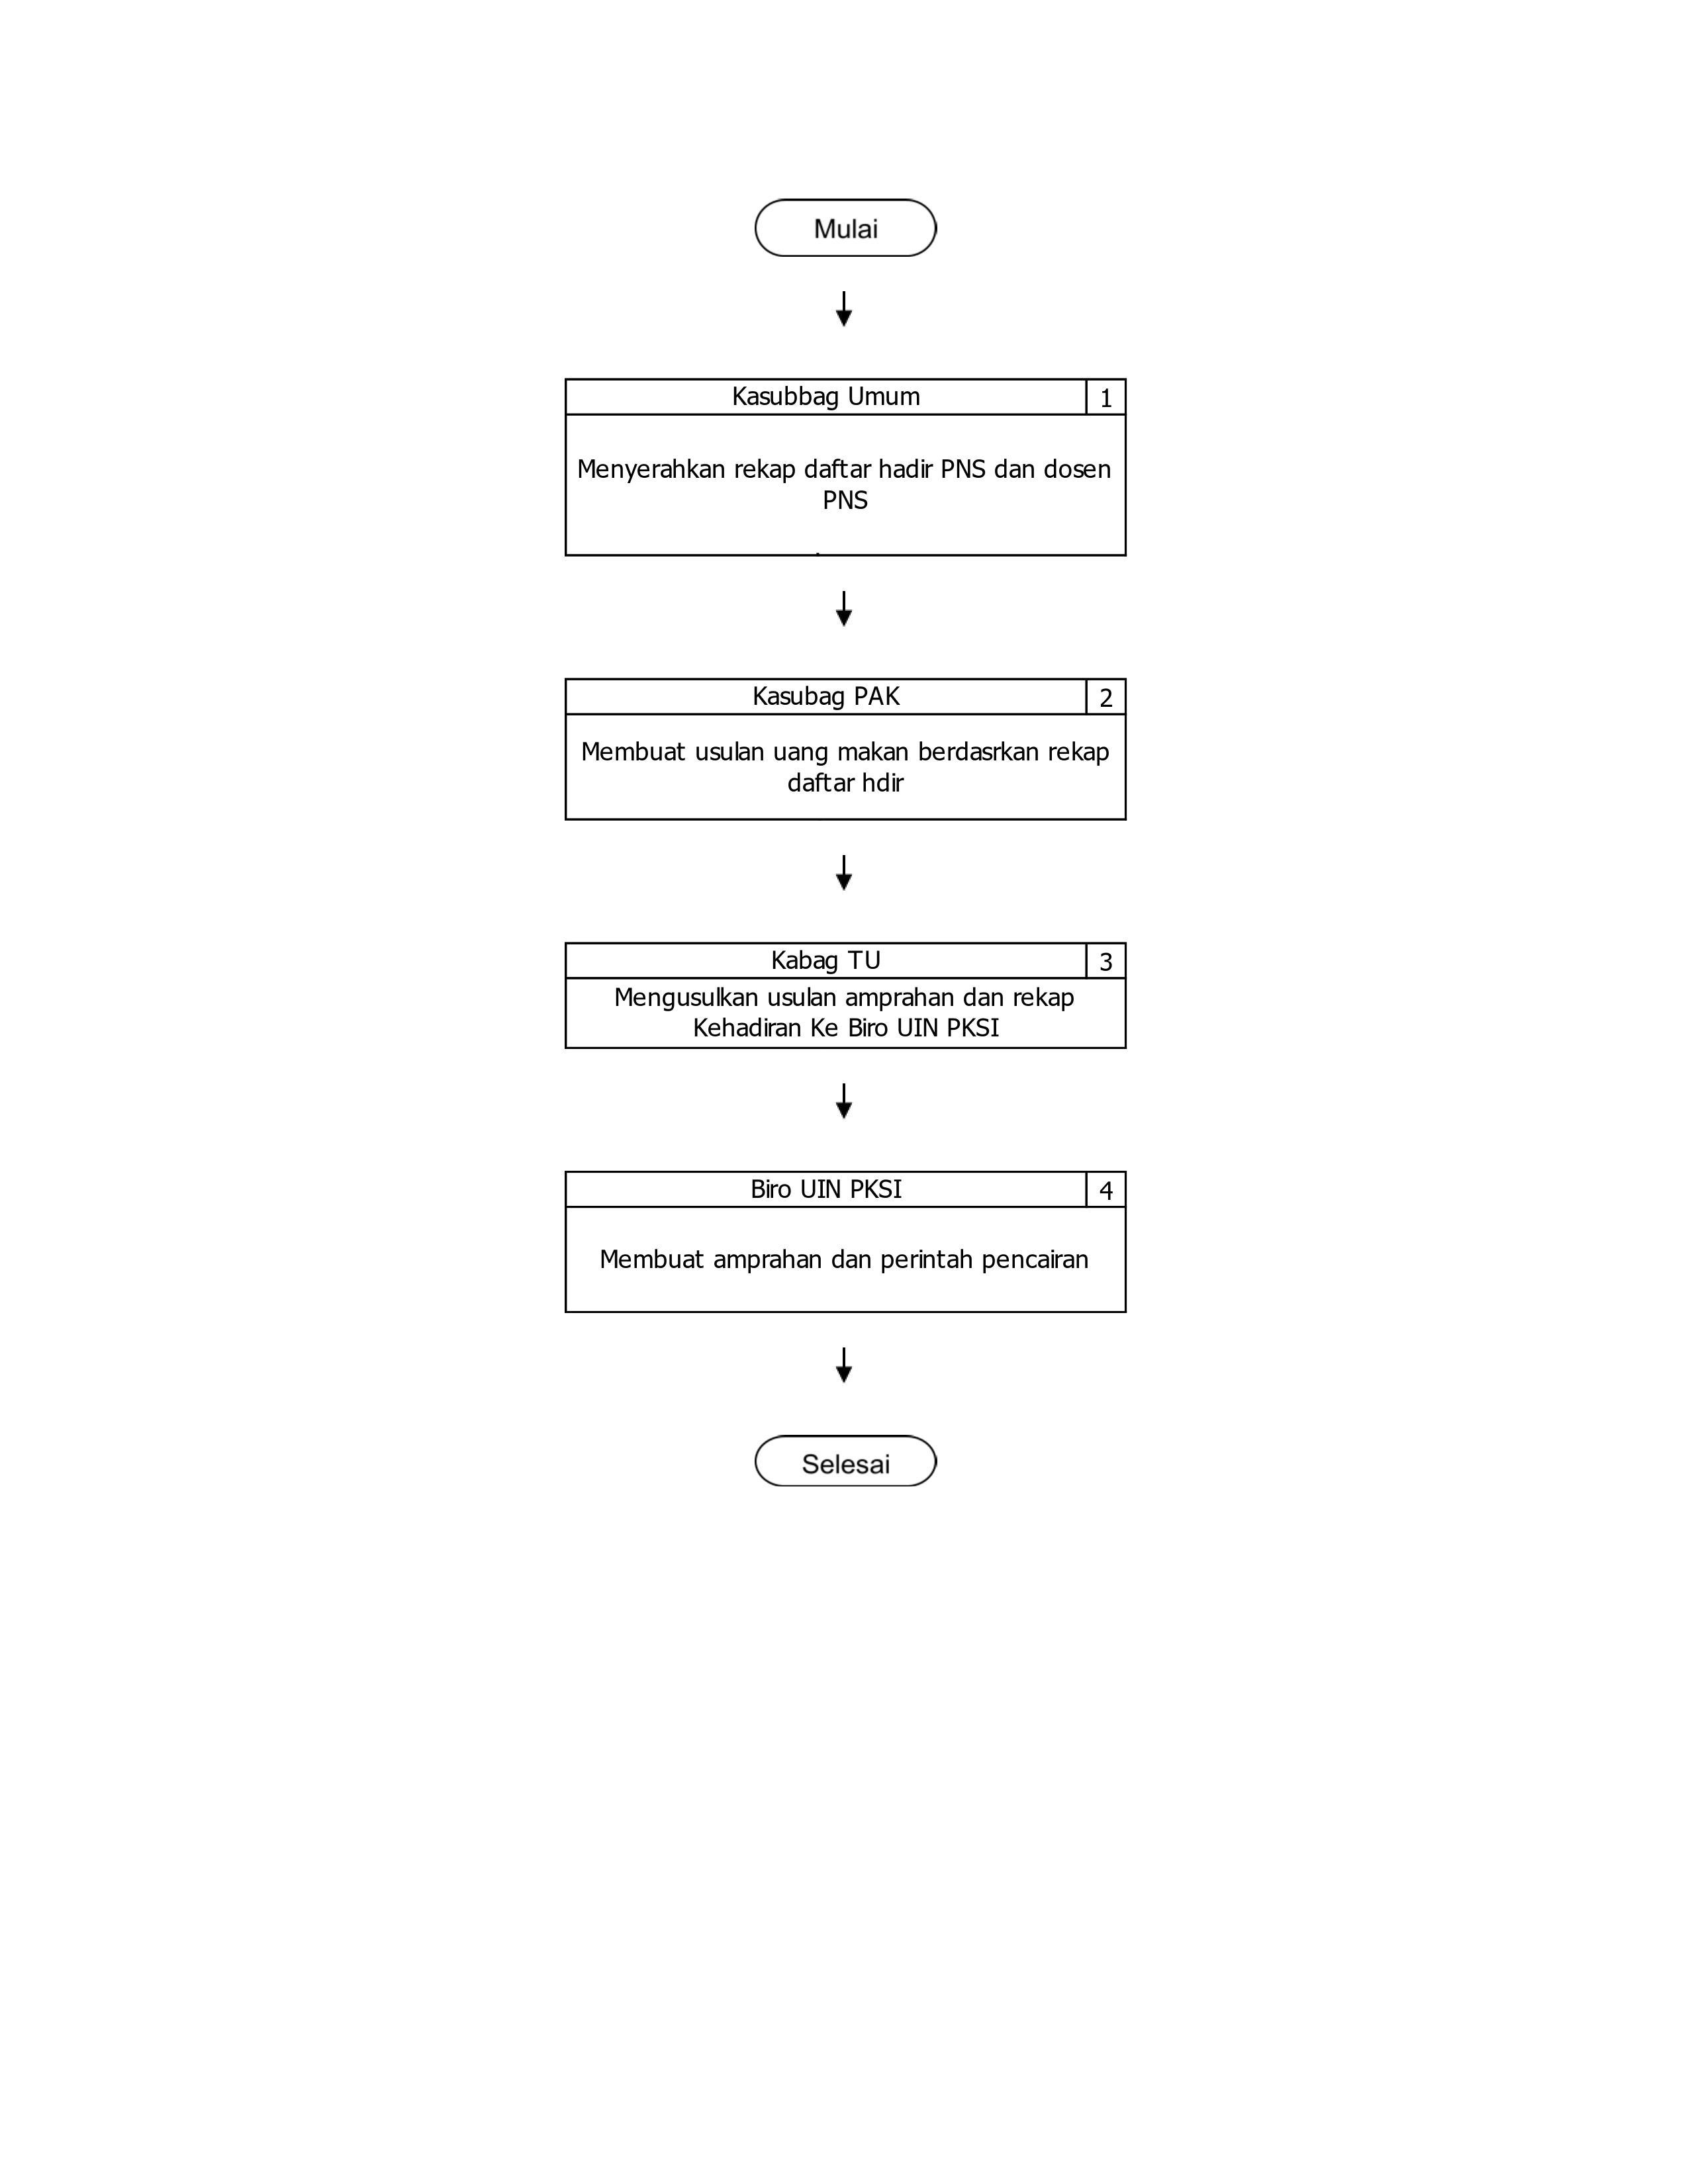 Mulai
Kasubbag Umum 1
Menyerahkan rekap daftar hadir PNS dan dosen
PNS
Kasubag PAK 2
Membuat usulan uang makan berdasrkan rekap
daftar hdir
Kabag TU 3
Mengusulkan usulan amprahan dan rekap
Kehadiran Ke Biro UIN PKSI
Biro UIN PKSI 4
Membuat amprahan dan perintah pencairan
Selesai